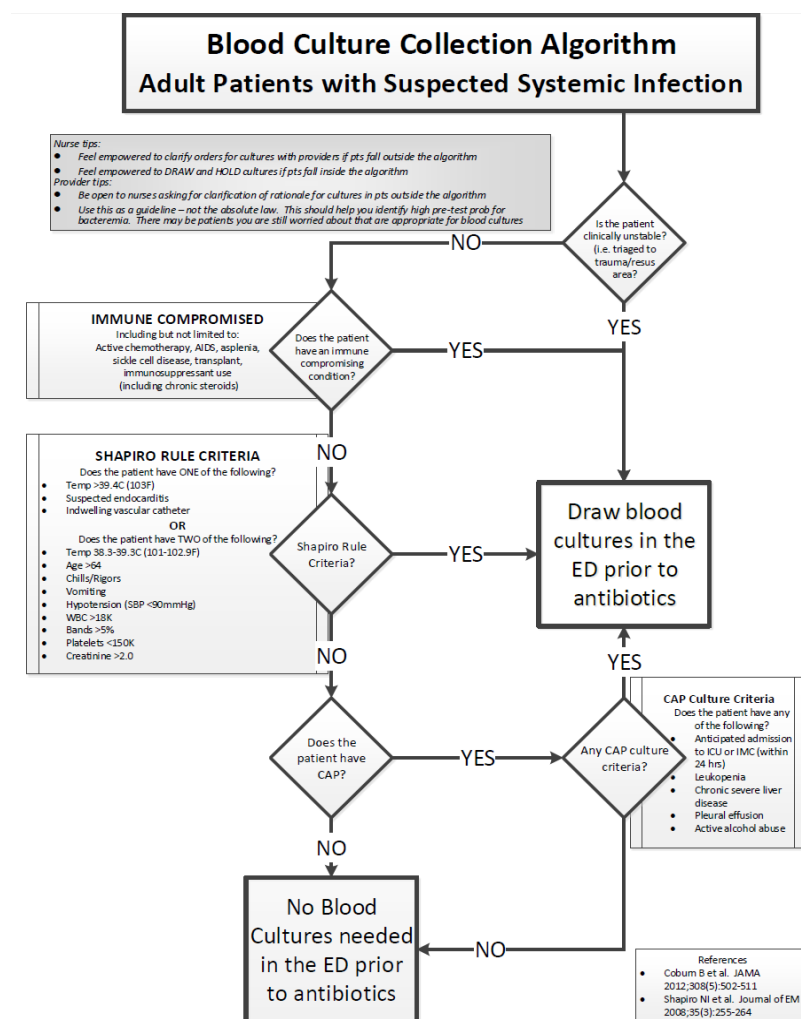 Blood Culture Collection Algorithm
Adult Patients with Suspected Systemic Infection
Nurse tips:
● Feel empowered to clarify orders for cultures with providers if pts fall outside the algorithm
● Feel empowered to DRAW and HOLD cultures if pts fall inside the algorithm
Provider tips:
● Be open to nurses asking for clarification of rationale for cultures in pts outside the algorithm
● Use this as a guideline – not the absolute law. This should help you identify high pre-test prob for
bacteremia. There may be patients you are still worried about that are appropriate for blood cultures
Is the patient
clinically unstable?
(i.e. triaged to
trauma/resus
area?
NO
YES
IMMUNE COMPROMISED
Including but not limited to:
Active chemotherapy, AIDS, asplenia,
sickle cell disease, transplant,
immunosuppressant use
(including chronic steroids)
Does the patient
have an immune
compromising
condition?
YES
NO
SHAPIRO RULE CRITERIA
Does the patient have ONE of the following?
● Temp >39.4C (103F)
● Suspected endocarditis
● Indwelling vascular catheter
OR
Does the patient have TWO of the following?
● Temp 38.3-39.3C (101-102.9F)
● Age >64
● Chills/Rigors
● Vomiting
● Hypotension (SBP <90mmHg)
● WBC >18K
● Bands >5%
● Platelets <150K
● Creatinine >2.0
Shapiro Rule
Criteria?
YES
Draw blood
cultures in the
ED prior to
antibiotics
NO
YES
Does the
patient have
CAP?
YES
Any CAP culture
criteria?
CAP Culture Criteria
Does the patient have any
of the following?
● Anticipated admission
to ICU or IMC (within
24 hrs)
● Leukopenia
● Chronic severe liver
disease
● Pleural effusion
● Active alcohol abuse
NO
No Blood
Cultures needed
in the ED prior
to antibiotics
NO
References
● Coburn B et al. JAMA
2012;308(5):502-511
● Shapiro NI et al. Journal of EM
2008;35(3):255-264